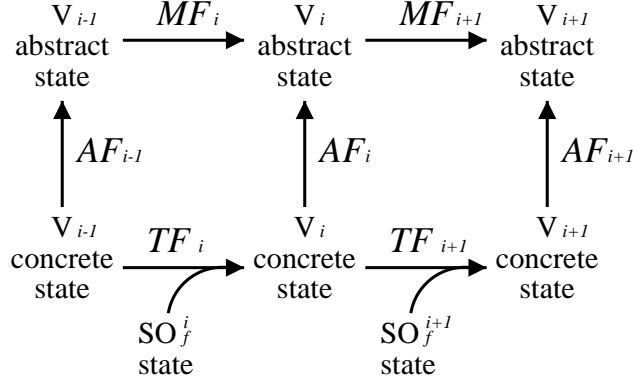 V i-1 MF i V i MF i+1 V i+1
abstract abstract abstract
state state state
AF i-1 AF i AF i+1
V i-1 TF i V i TF i+1 V i+1
concrete concrete concrete
state state state
SO f i SO f i+1
state state